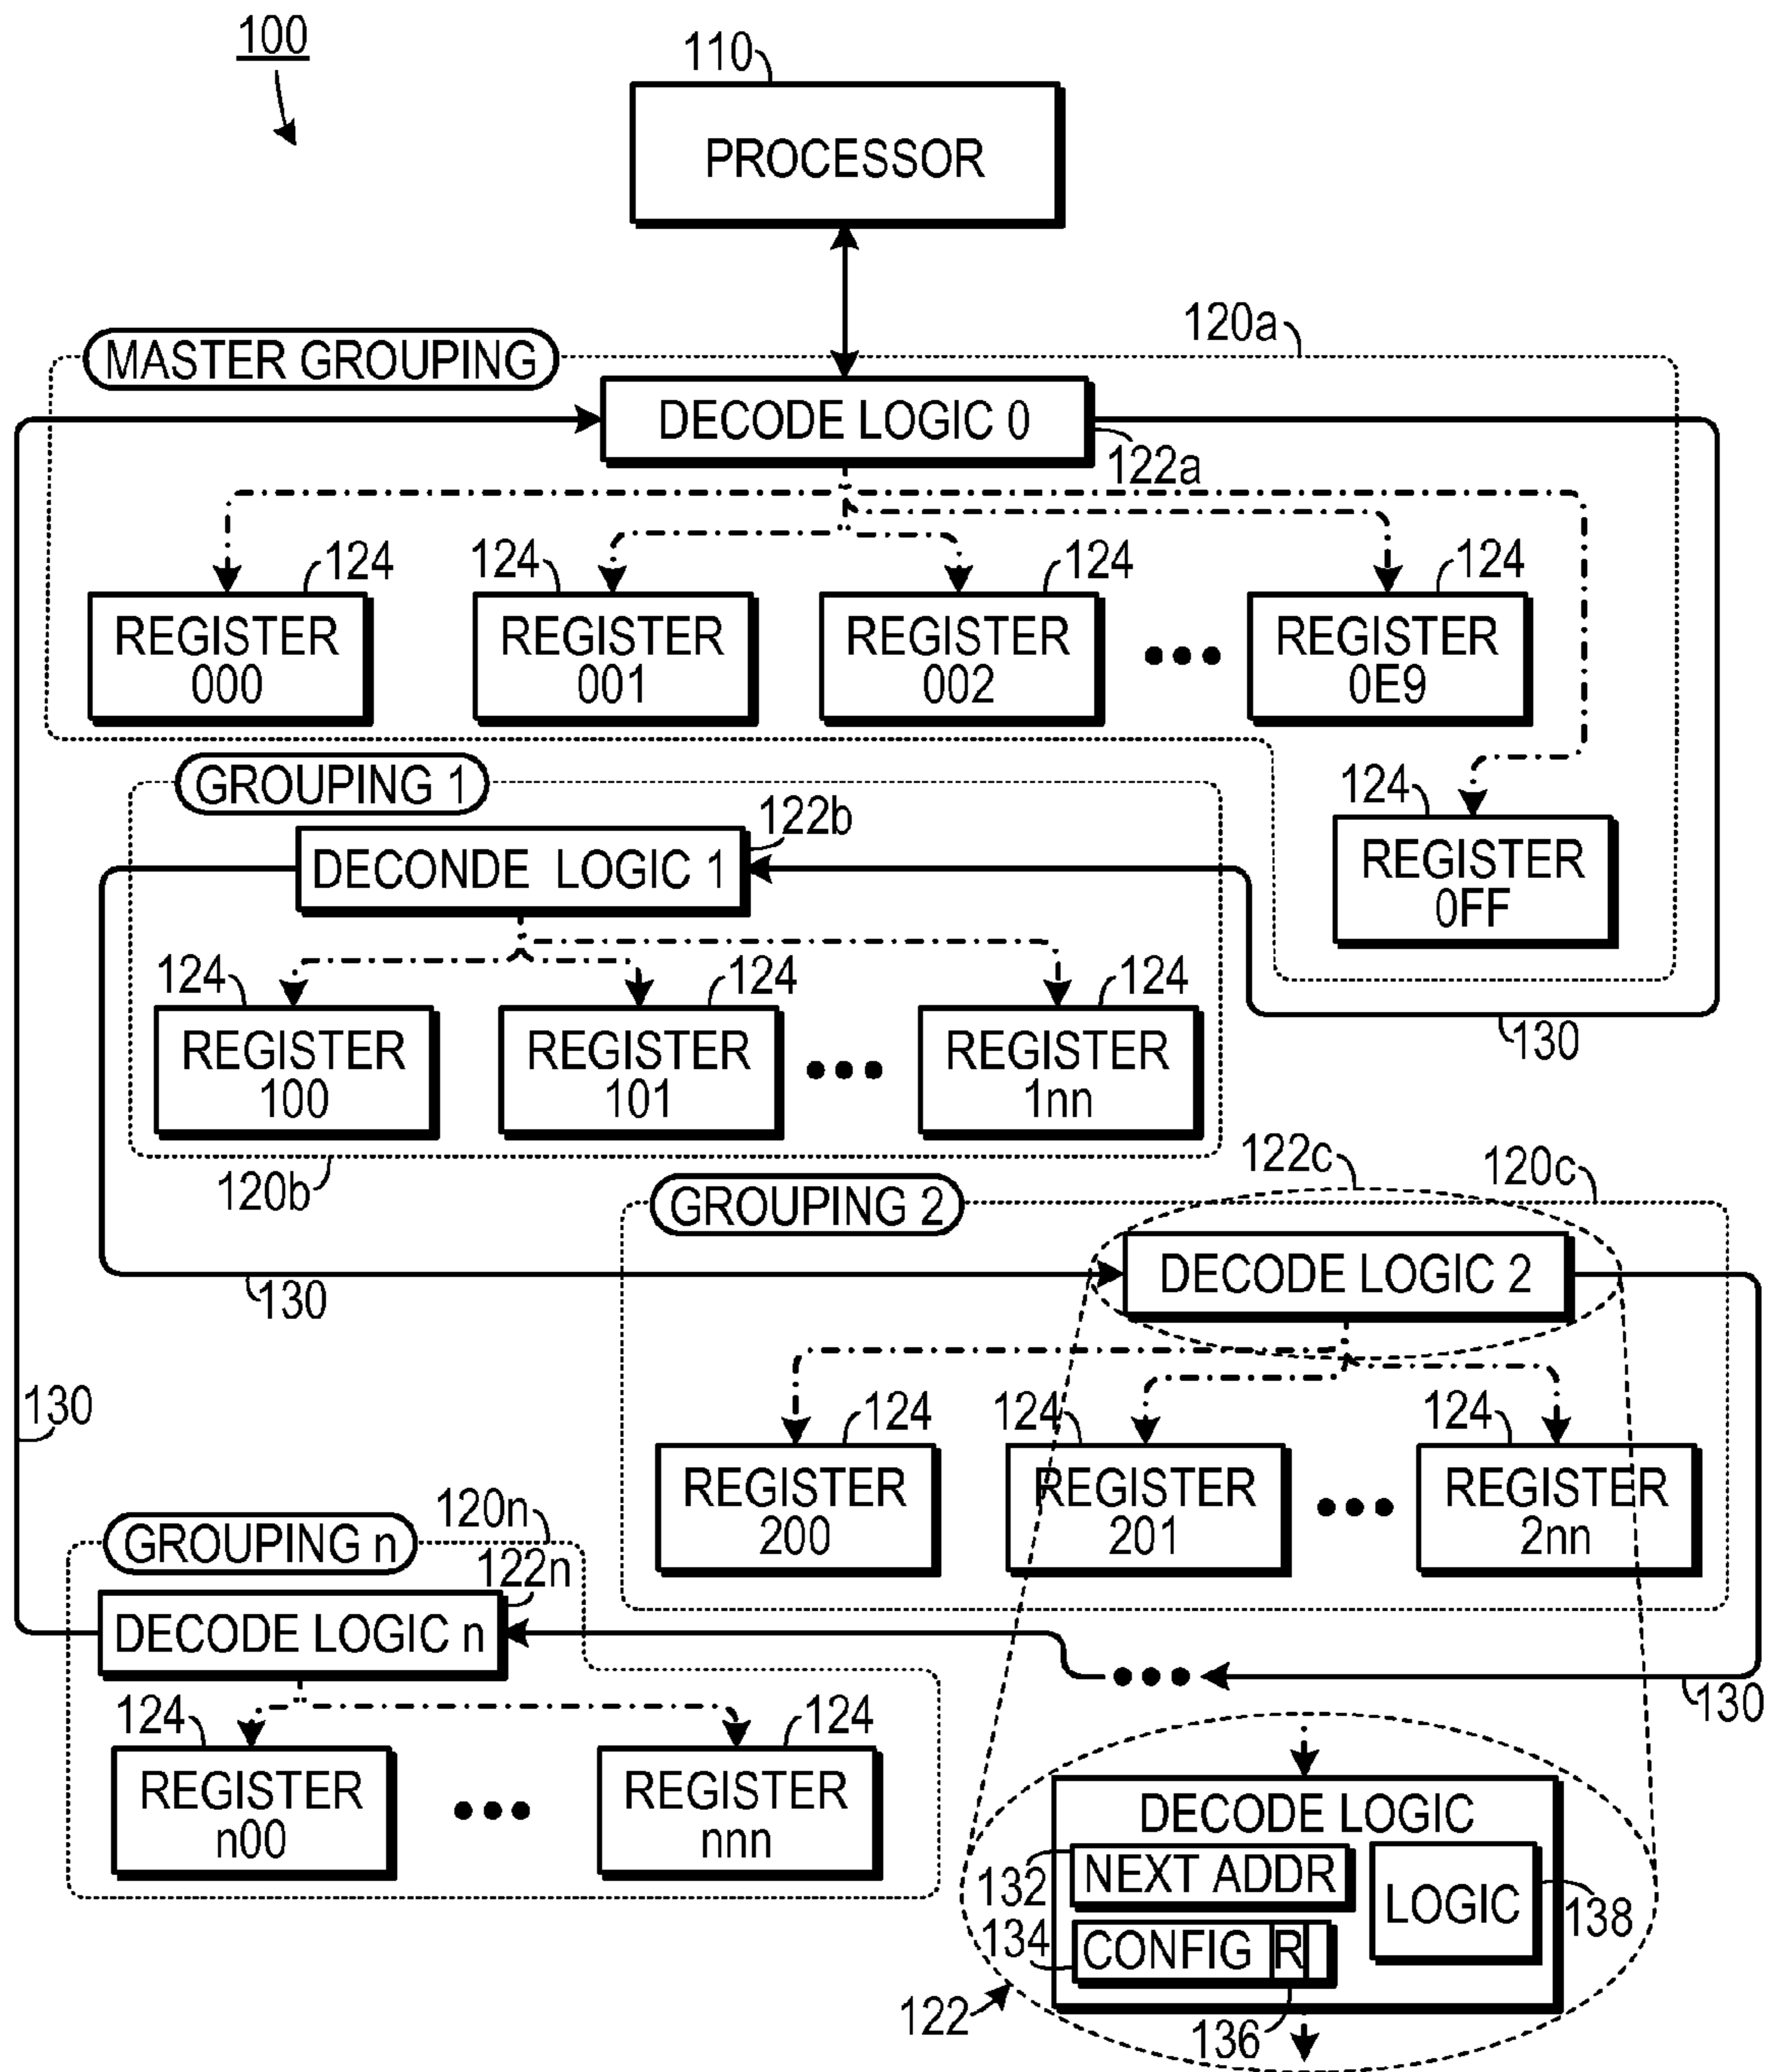 100
110
PROCESSOR
120a
MASTER GROUPING
DECODE LOGIC 0
122a
124
124
124
124
REGISTER
000
REGISTER
001
REGISTER
002
REGISTER
0E9
124
REGISTER
0FF
GROUPING 1
122b
DECONDE LOGIC 1
124
124
124
REGISTER
100
REGISTER
101
REGISTER
1nn
130
120b
122c
120c
GROUPING 2
DECODE LOGIC 2
130
124
124
124
REGISTER
200
REGISTER
201
REGISTER
2nn
130
120n
GROUPING n
122n
DECODE LOGIC n
130
124
124
REGISTER
n00
REGISTER
nnn
DECODE LOGIC
132
NEXT ADDR
LOGIC
138
134
CONFIG R
122
136